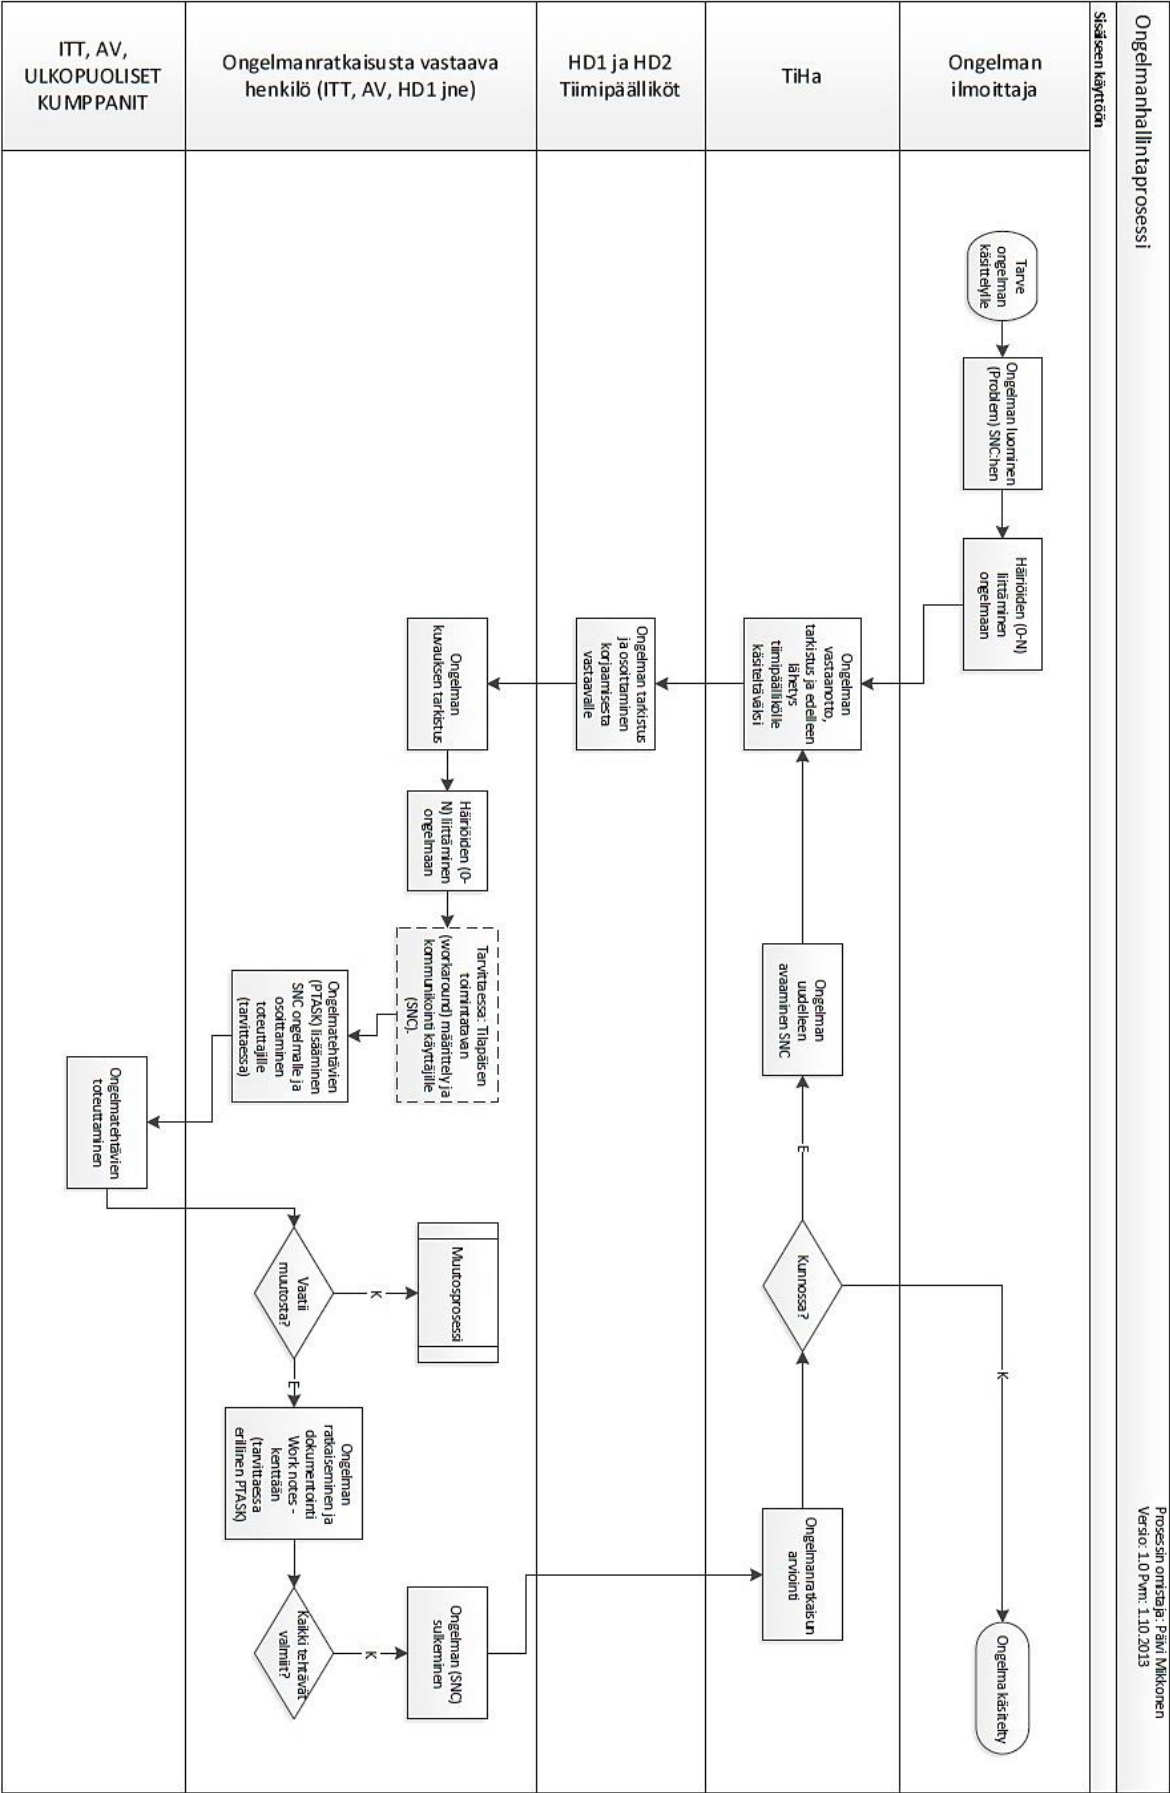 Ongelmanhallintaprosessi
Prosessin omistaja: Päivi Mikkonen
Versio: 1.0 Pvm: 1.10.2013
Sisäiseen käyttöön
Ongelman
ilmoittaja
Tarve
ongelman
käsittelylle
Ongelman luominen
(Problem) SNC:hen
Häiriöiden (0-N)
liittäminen
ongelmaan
K
Ongelma käsitelty
TiHa
Ongelman
vastaanotto,
tarkistus ja edelleen
lähetys
tiimipäällikölle
käsiteltäväksi
Ongelman
uudelleen
avaaminen SNC
E
Kunnossa?
Ongelmanratkaisun
arviointi
HD1 ja HD2
Tiimipäälliköt
Ongelman tarkistus
ja osoittaminen
korjaamisesta
vastaavalle
Ongelmanratkaisusta vastaava
henkilö (ITT, AV, HD1 jne)
Ongelman
kuvauksen tarkistus
Häiriöiden (0-
N) liittäminen
ongelmaan
Tarvittaessa: Tilapäisen
toimintatavan
(workaround) määrittely ja
kommunikointi käyttäjille
(SNC).
Ongelmatehtävien
(PTASK) lisääminen
SNC ongelmalle ja
osoittaminen
toteuttajille
(tarvittaessa)
Muutosprosessi
K
Vaatii
muutosta?
E
Ongelman
ratkaiseminen ja
dokumentointi
Work notes -
kenttään
(tarvittaessa
erillinen PTASK)
Kaikki tehtävät
valmiit?
K
Ongelman (SNC)
sulkeminen
ITT, AV,
ULKOPUOLISET
KUMPPANIT
Ongelmatehtävien
toteuttaminen